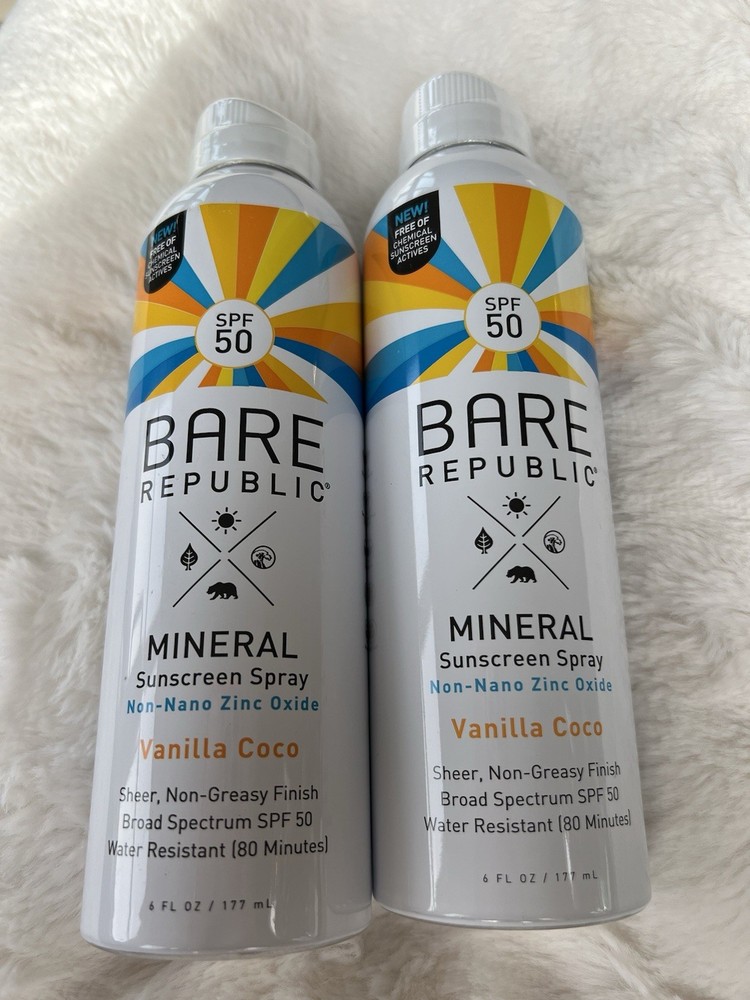 NEW!
FREE OF
CHEMICAL
SUNSCREEN
ACTIVES
SPF
50
BARE
REPUBLIC®
MINERAL
Sunscreen Spray
Non-Nano Zinc Oxide
Vanilla Coco
Sheer, Non-Greasy Finish
Broad Spectrum SPF 50
Water Resistant (80 Minutes)
6 FL OZ / 177 mL
NEW!
FREE OF
CHEMICAL
SUNSCREEN
ACTIVES
SPF
50
BARE
REPUBLIC®
MINERAL
Sunscreen Spray
Non-Nano Zinc Oxide
Vanilla Coco
Sheer, Non-Greasy Finish
Broad Spectrum SPF 50
Water Resistant (80 Minutes)
6 FL OZ / 177 mL